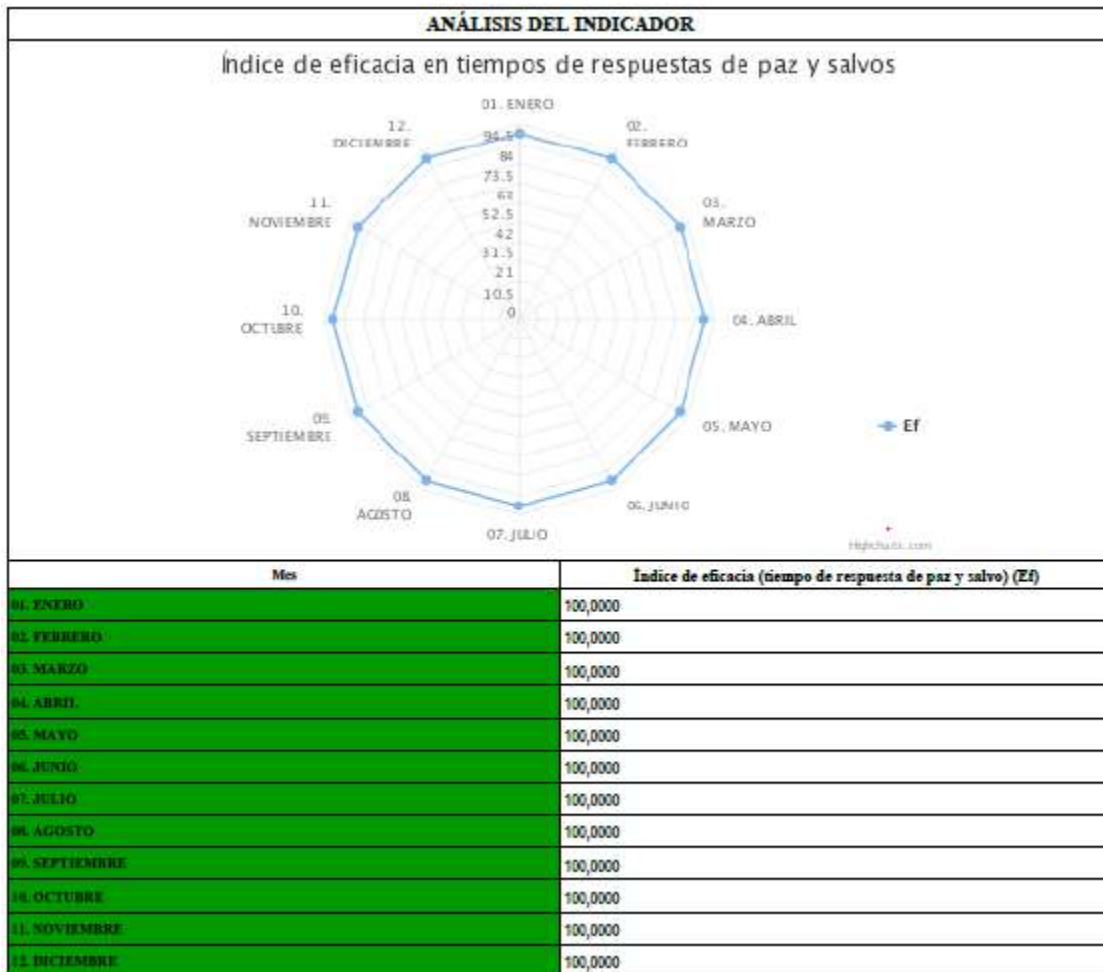 ANÁLISIS DEL INDICADOR
Índice de eficacia en tiempos de respuestas de paz y salvos
01. ENERO
02.
FEBRERO
03.
MARZO
04. ABRIL
05. MAYO
06. JUNIO
07. JULIO
08.
AGOSTO
09.
SEPTIEMBRE
10.
OCTUBRE
11.
NOVIEMBRE
12.
DICIEMBRE
94.5
84
73.5
63
52.5
42
31.5
21
10.5
0
Ef
Highcharts.com
Mes Índice de eficacia (tiempo de respuesta de paz y salvo) (Ef)
01. ENERO 100,0000
02. FEBRERO 100,0000
03. MARZO 100,0000
04. ABRIL 100,0000
05. MAYO 100,0000
06. JUNIO 100,0000
07. JULIO 100,0000
08. AGOSTO 100,0000
09. SEPTIEMBRE 100,0000
10. OCTUBRE 100,0000
11. NOVIEMBRE 100,0000
12. DICIEMBRE 100,0000